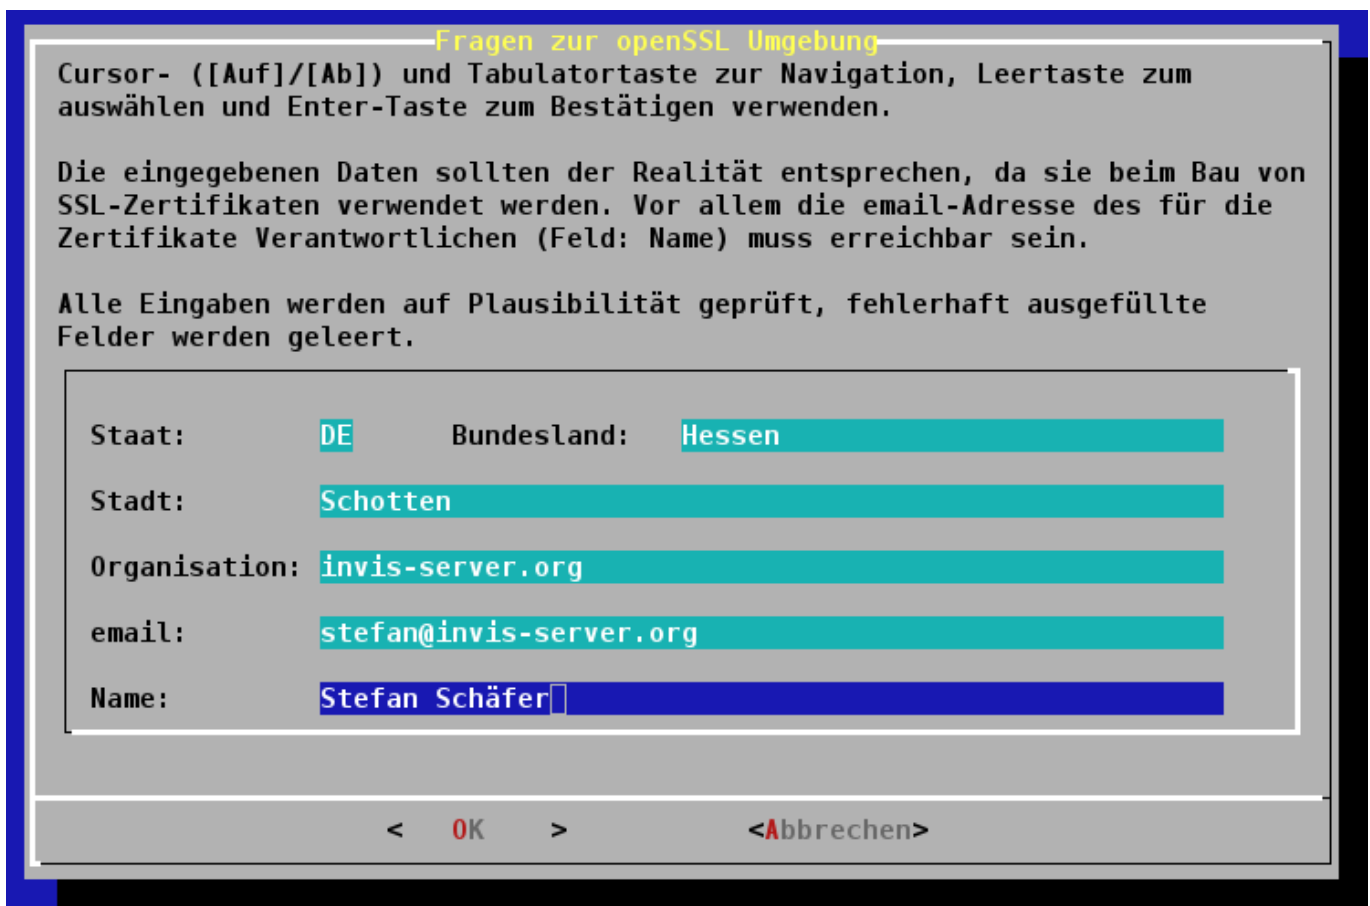 Fragen zur openSSL Umgebung
Cursor- ([Auf]/[Ab]) und Tabulatortaste zur Navigation, Leertaste zum
auswählen und Enter-Taste zum Bestätigen verwenden.
Die eingegebenen Daten sollten der Realität entsprechen, da sie beim Bau von
SSL-Zertifikaten verwendet werden. Vor allem die email-Adresse des für die
Zertifikate Verantwortlichen (Feld: Name) muss erreichbar sein.
Alle Eingaben werden auf Plausibilität geprüft, fehlerhaft ausgefüllte
Felder werden geleert.
Staat: DE Bundesland: Hessen
Stadt: Schotten
Organisation: invis-server.org
email: stefan@invis-server.org
Name: Stefan Schäfer
< OK > <Abbrechen>